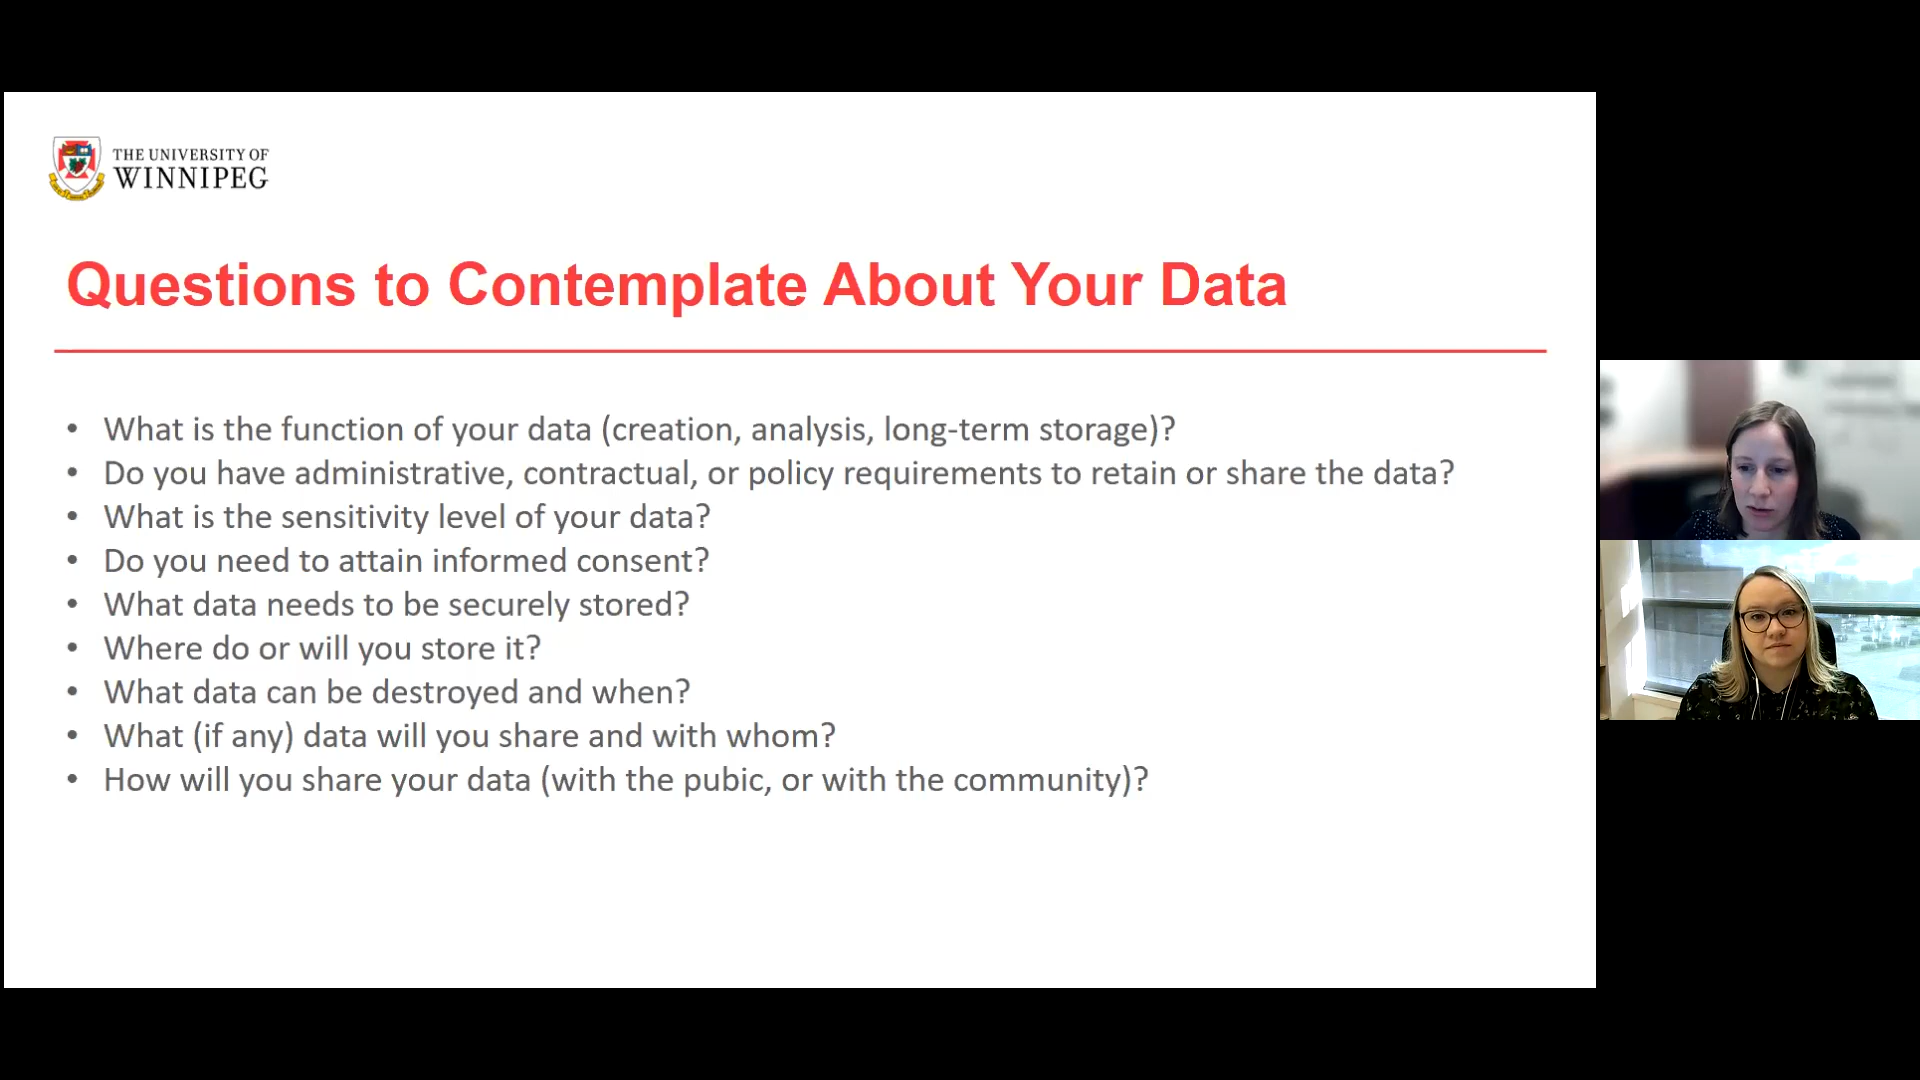 THE UNIVERSITY OF
WINNIPEG
Questions to Contemplate About Your Data
• What is the function of your data (creation, analysis, long-term storage)?
• Do you have administrative, contractual, or policy requirements to retain or share the data?
• What is the sensitivity level of your data?
• Do you need to attain informed consent?
• What data needs to be securely stored?
• Where do or will you store it?
• What data can be destroyed and when?
• What (if any) data will you share and with whom?
• How will you share your data (with the pubic, or with the community)?